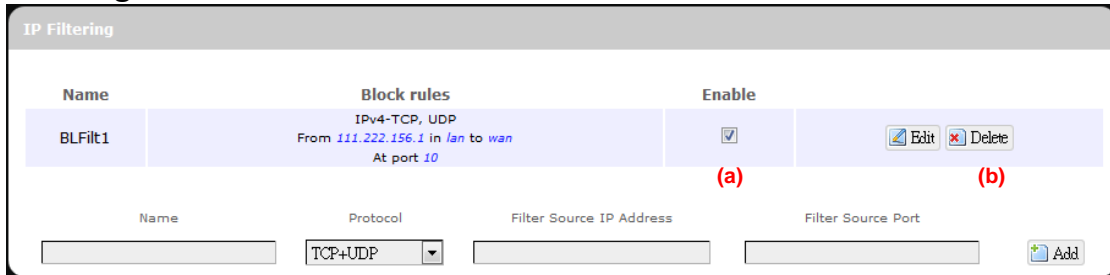 IP Filtering
Name Block rules Enable
BLFilt1
IPv4-TCP, UDP
From 111.222.156.1 in lan to wan
At port 10
Edit Delete
(a) (b)
Name Protocol Filter Source IP Address Filter Source Port
TCP+UDP Add